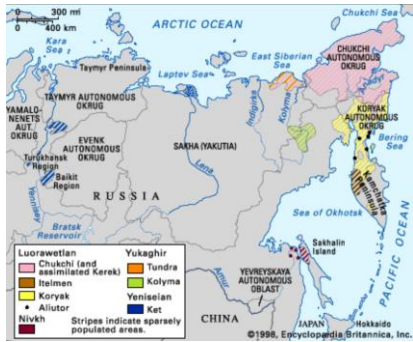 0 300 mi
0 400 km
ARCTIC OCEAN
Chukchi Sea
Kara
Sea
Taymyr Peninsula
Laptev Sea
East Siberian
Sea
CHUKCHI
AUTONOMOUS
OKRUG
TAYMYR AUTONOMOUS
OKRUG
YAMALO-
NENETS
AUT.
OKRUG
EVENK
AUTONOMOUS
OKRUG
Turukhansk
Region
Baikit
Region
SAKHA (YAKUTIA)
Indigirka
Kolyma
Anadyr
KORYAK
AUTONOMOUS
OKRUG
Bering
Sea
Lena
RUSSIA
Yenisey
Bratsk
Reservoir
Kamchatka
Peninsula
Sea of Okhotsk
PACIFIC OCEAN
Sakhalin
Island
Amur
YEVREYSKAYA
AUTONOMOUS
OBLAST
CHINA
JAPAN
Hokkaido
Luorawetlan
Chukchi (and
assimilated Kerek)
Itelmen
Koryak
Aliutor
Nivkh
Yukaghir
Tundra
Kolyma
Yeniseian
Ket
Stripes indicate sparsely
populated areas.
©1998, Encyclopædia Britannica, Inc.